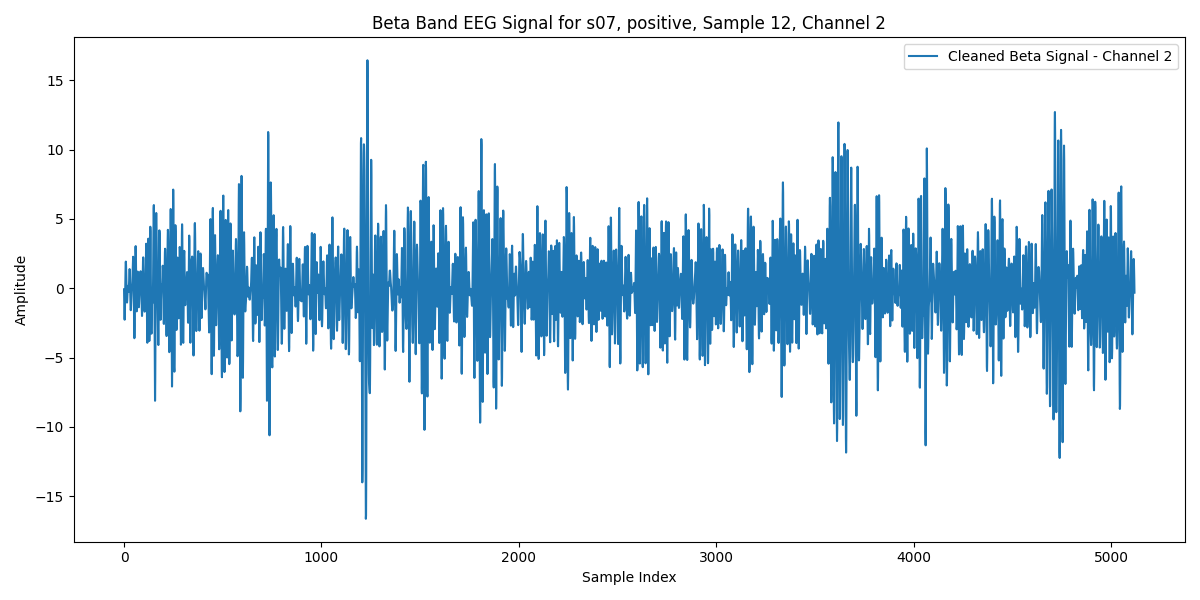 Beta Band EEG Signal for s07, positive, Sample 12, Channel 2
Cleaned Beta Signal - Channel 2
Amplitude
15
10
5
0
−5
−10
−15
0 1000 2000 3000 4000 5000
Sample Index